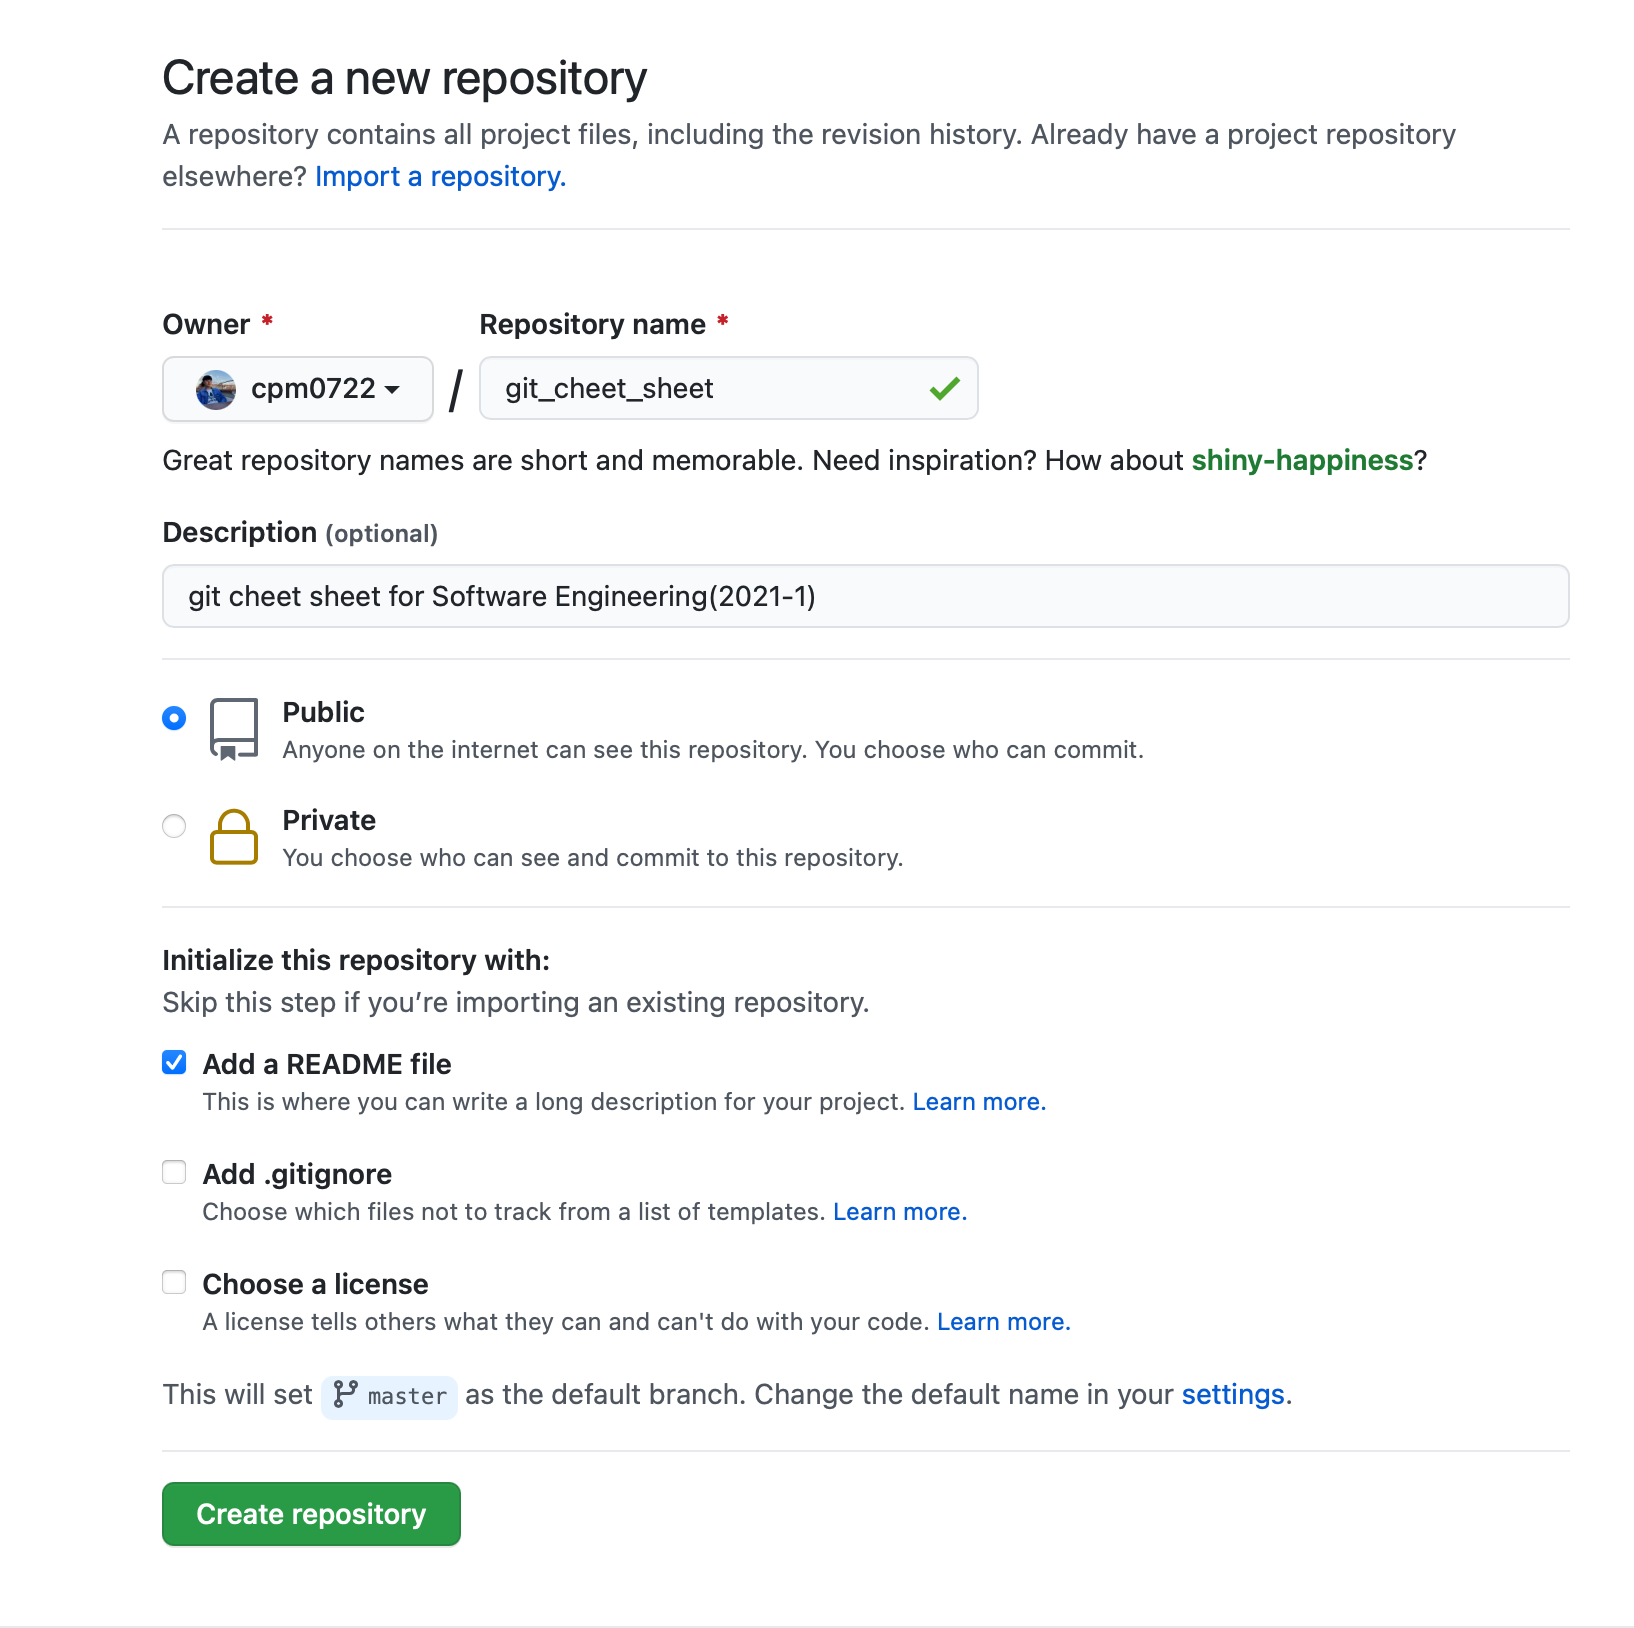 Create a new repository
A repository contains all project files, including the revision history. Already have a project repository
elsewhere? Import a repository.
Owner * Repository name *
cpm0722 / git_cheet_sheet
Great repository names are short and memorable. Need inspiration? How about shiny-happiness?
Description (optional)
git cheet sheet for Software Engineering(2021-1)
Public
Anyone on the internet can see this repository. You choose who can commit.
Private
You choose who can see and commit to this repository.
Initialize this repository with:
Skip this step if you’re importing an existing repository.
Add a README file
This is where you can write a long description for your project. Learn more.
Add .gitignore
Choose which files not to track from a list of templates. Learn more.
Choose a license
A license tells others what they can and can't do with your code. Learn more.
This will set master as the default branch. Change the default name in your settings.
Create repository